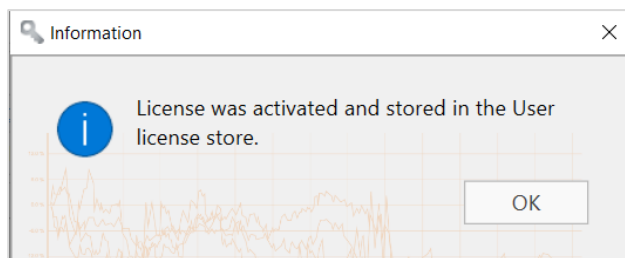 Information
License was activated and stored in the User
license store.
OK